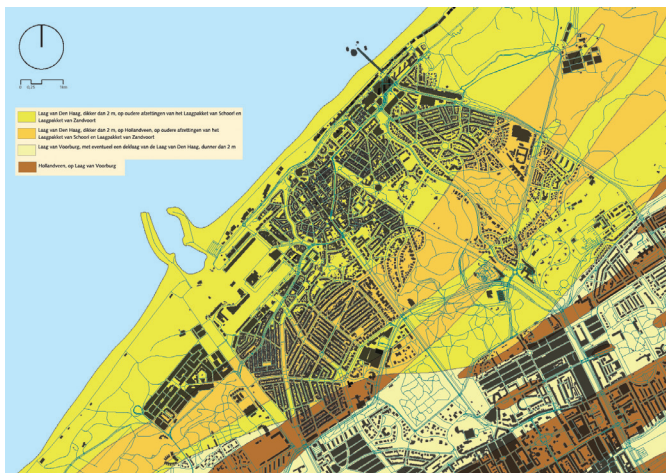 0 0,25 1km
Laag van Den Haag, dikker dan 2 m, op oudere afzettingen van het Laagpakket van Schoorl en
Laagpakket van Zandvoort
Laag van Den Haag, dikker dan 2 m, op Hollandveen, op oudere afzettingen van het
Laagpakket van Schoorl en Laagpakket van Zandvoort
Laag van Voorburg, met eventueel een deklaag van de Laag van Den Haag, dunner dan 2 m
Hollandveen, op Laag van Voorburg